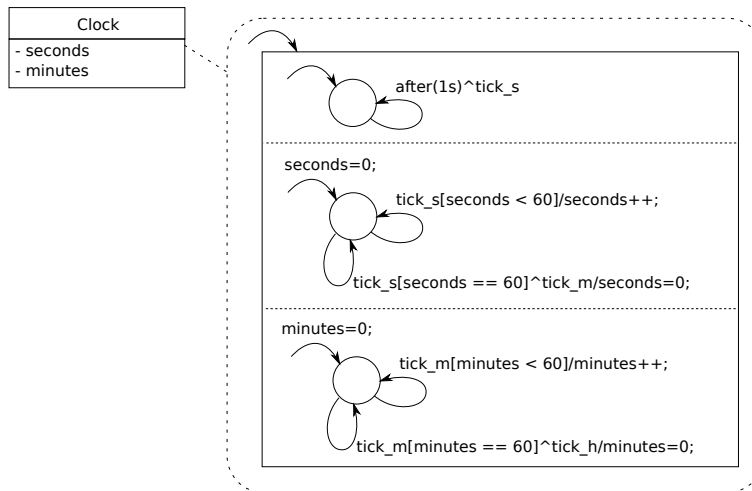 Clock
- seconds
- minutes
after(1s)^tick_s
seconds=0;
tick_s[seconds < 60]/seconds++;
tick_s[seconds == 60]^tick_m/seconds=0;
minutes=0;
tick_m[minutes < 60]/minutes++;
tick_m[minutes == 60]^tick_h/minutes=0;